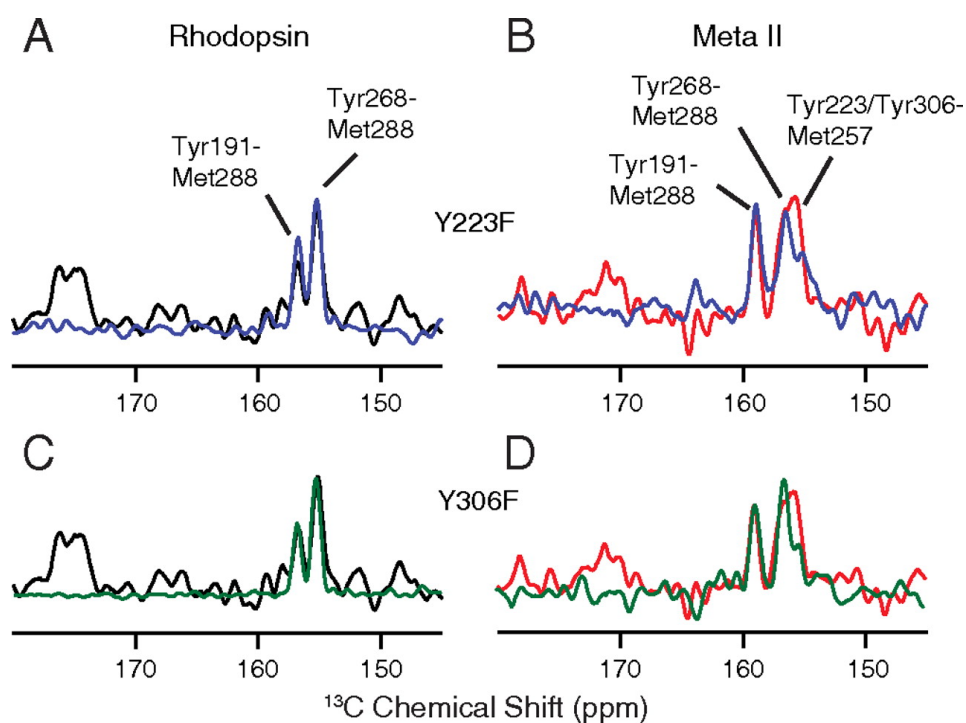 A
Rhodopsin
B
Meta II
Tyr191-
Met288
Tyr268-
Met288
Tyr268-
Met288
Tyr191-
Met288
Tyr223/Tyr306-
Met257
Y223F
170 160 150
170 160 150
C
D
Y306F
170 160 150
170 160 150
¹³C Chemical Shift (ppm)